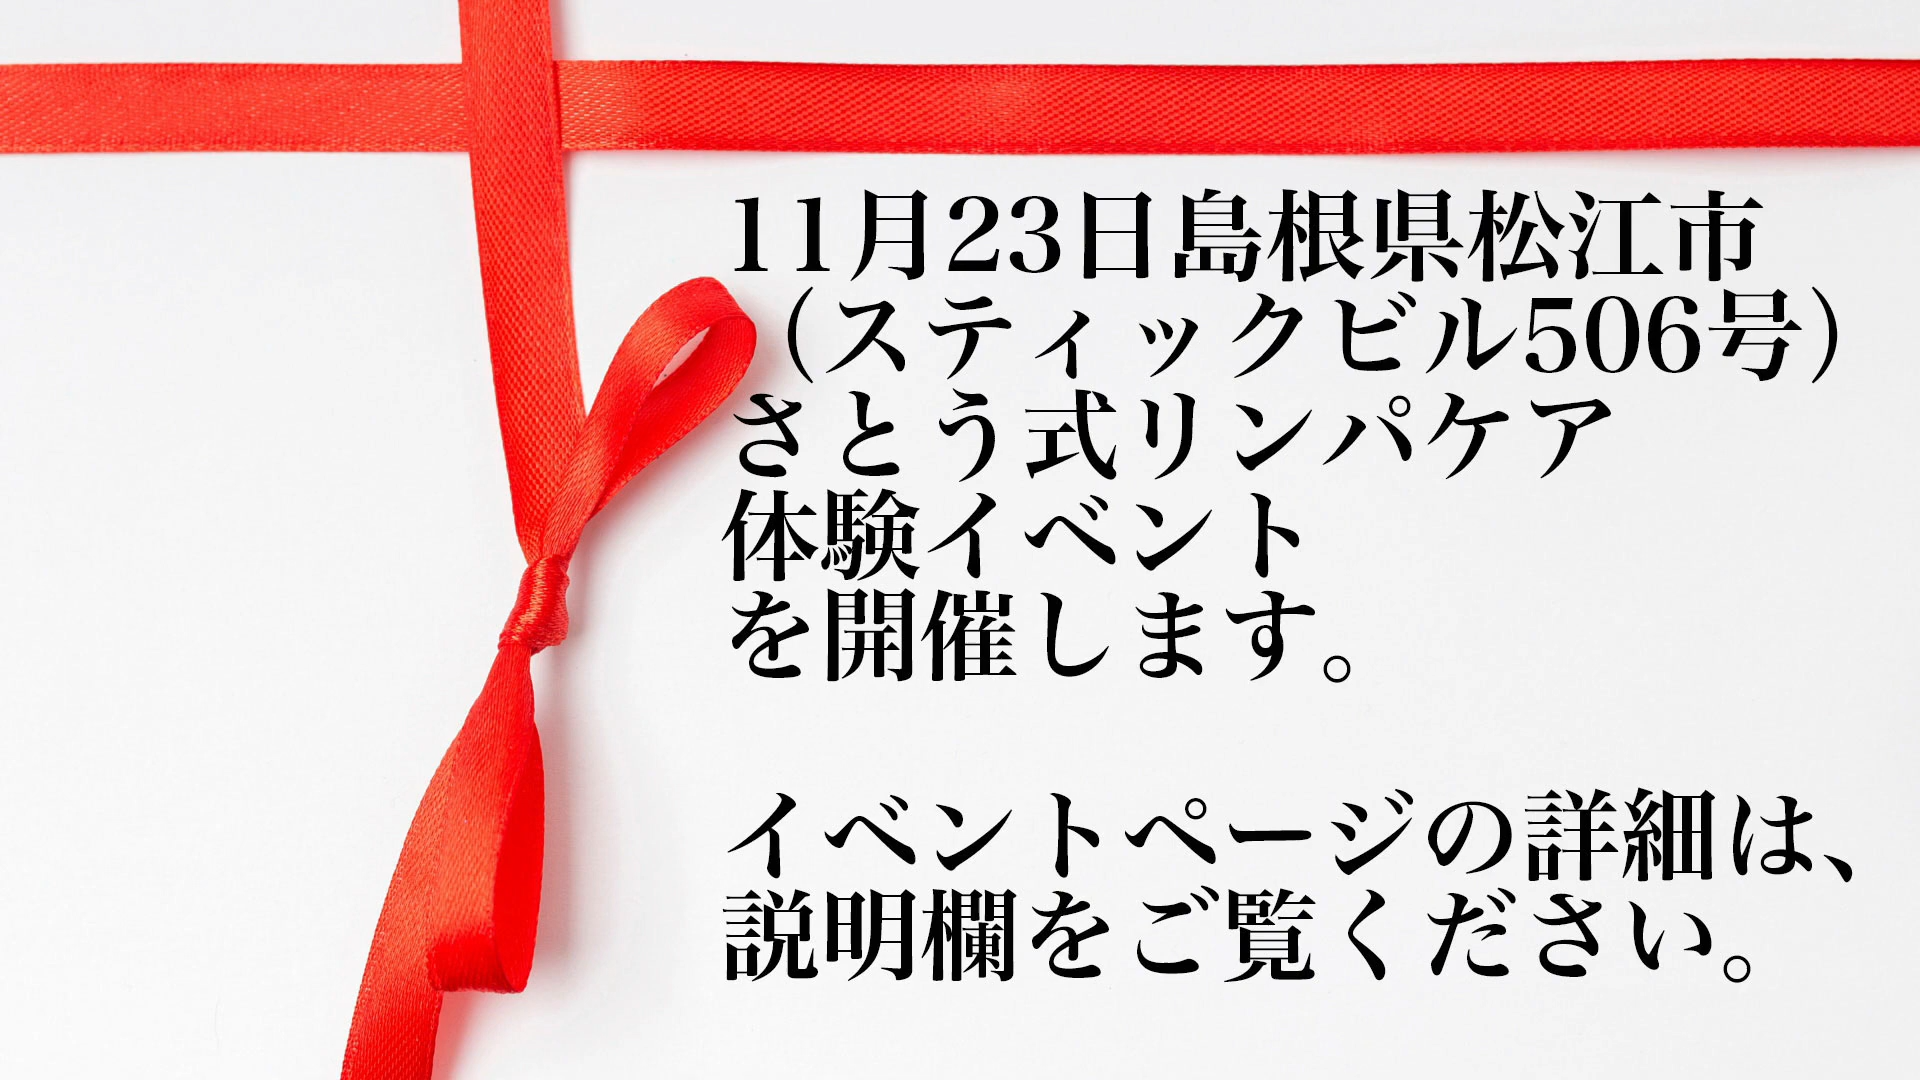 11月23日島根県松江市
（スティックビル506号）
さとう式リンパケア
体験イベント
を開催します。
イベントページの詳細は、
説明欄をご覧ください。